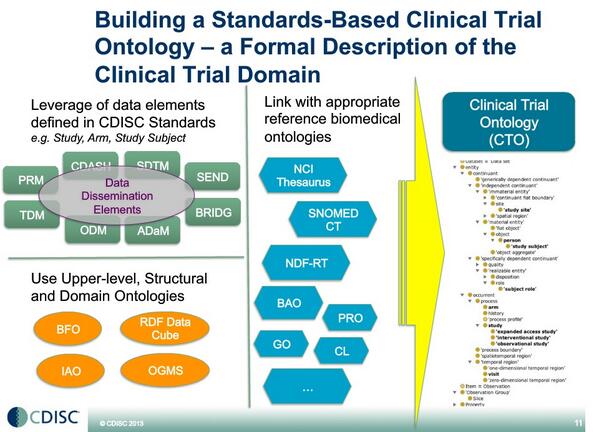 Building a Standards-Based Clinical Trial
Ontology – a Formal Description of the
Clinical Trial Domain
Leverage of data elements
defined in CDISC Standards
e.g. Study, Arm, Study Subject
PRM
CDASH
SDTM
SEND
Data
Dissemination
Elements
TDM
BRIDG
ODM
ADaM
Use Upper-level, Structural
and Domain Ontologies
BFO
RDF Data
Cube
IAO
OGMS
Link with appropriate
reference biomedical
ontologies
NCI
Thesaurus
SNOMED
CT
NDF-RT
BAO
PRO
GO
CL
...
Clinical Trial
Ontology
(CTO)
Dataset ≡ 'Data set'
entity
continuant
'generically dependent continuant'
'independent continuant'
'immaterial entity'
'continuant fiat boundary'
site
'study site'
'spatial region'
'material entity'
'fiat object'
object
person
'study subject'
'object aggregate'
'specifically dependent continuant'
quality
'realizable entity'
disposition
role
'subject role'
occurrent
process
arm
history
'process profile'
study
'expanded access study'
'interventional study'
'observational study'
'process boundary'
'spatiotemporal region'
'temporal region'
'one-dimensional temporal region'
visit
'zero-dimensional temporal region'
Item ≡ Observation
'Observation Group'
Slice
Property
CDISC
© CDISC 2013
11